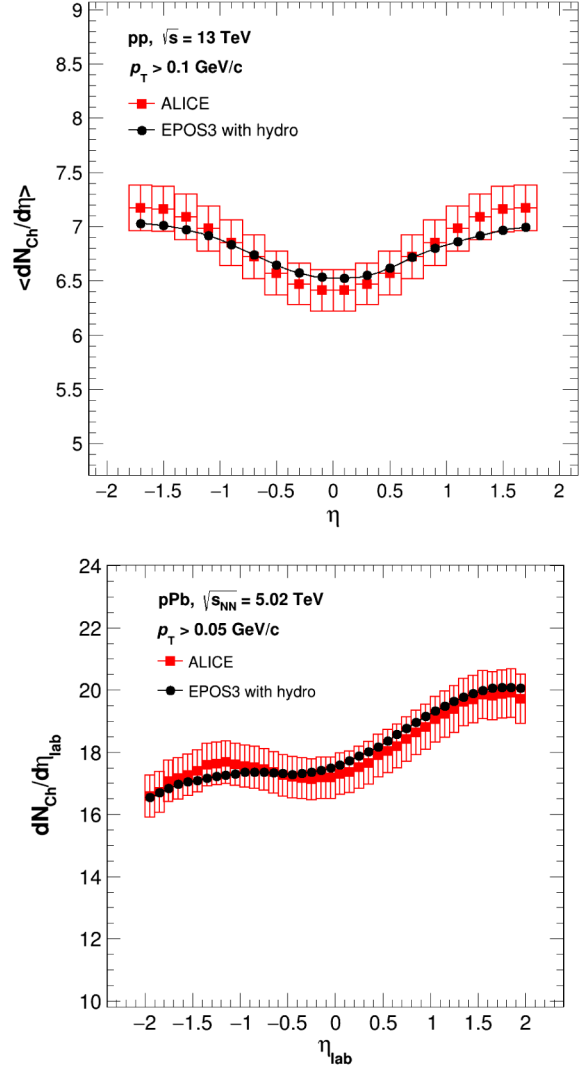 pp, √s = 13 TeV
p_T > 0.1 GeV/c
ALICE
EPOS3 with hydro
<dN_Ch/dη>
9
8.5
8
7.5
7
6.5
6
5.5
5
−2 −1.5 −1 −0.5 0 0.5 1 1.5 2
η
pPb, √s_NN = 5.02 TeV
p_T > 0.05 GeV/c
ALICE
EPOS3 with hydro
dN_Ch/dη_lab
24
22
20
18
16
14
12
10
−2 −1.5 −1 −0.5 0 0.5 1 1.5 2
η_lab